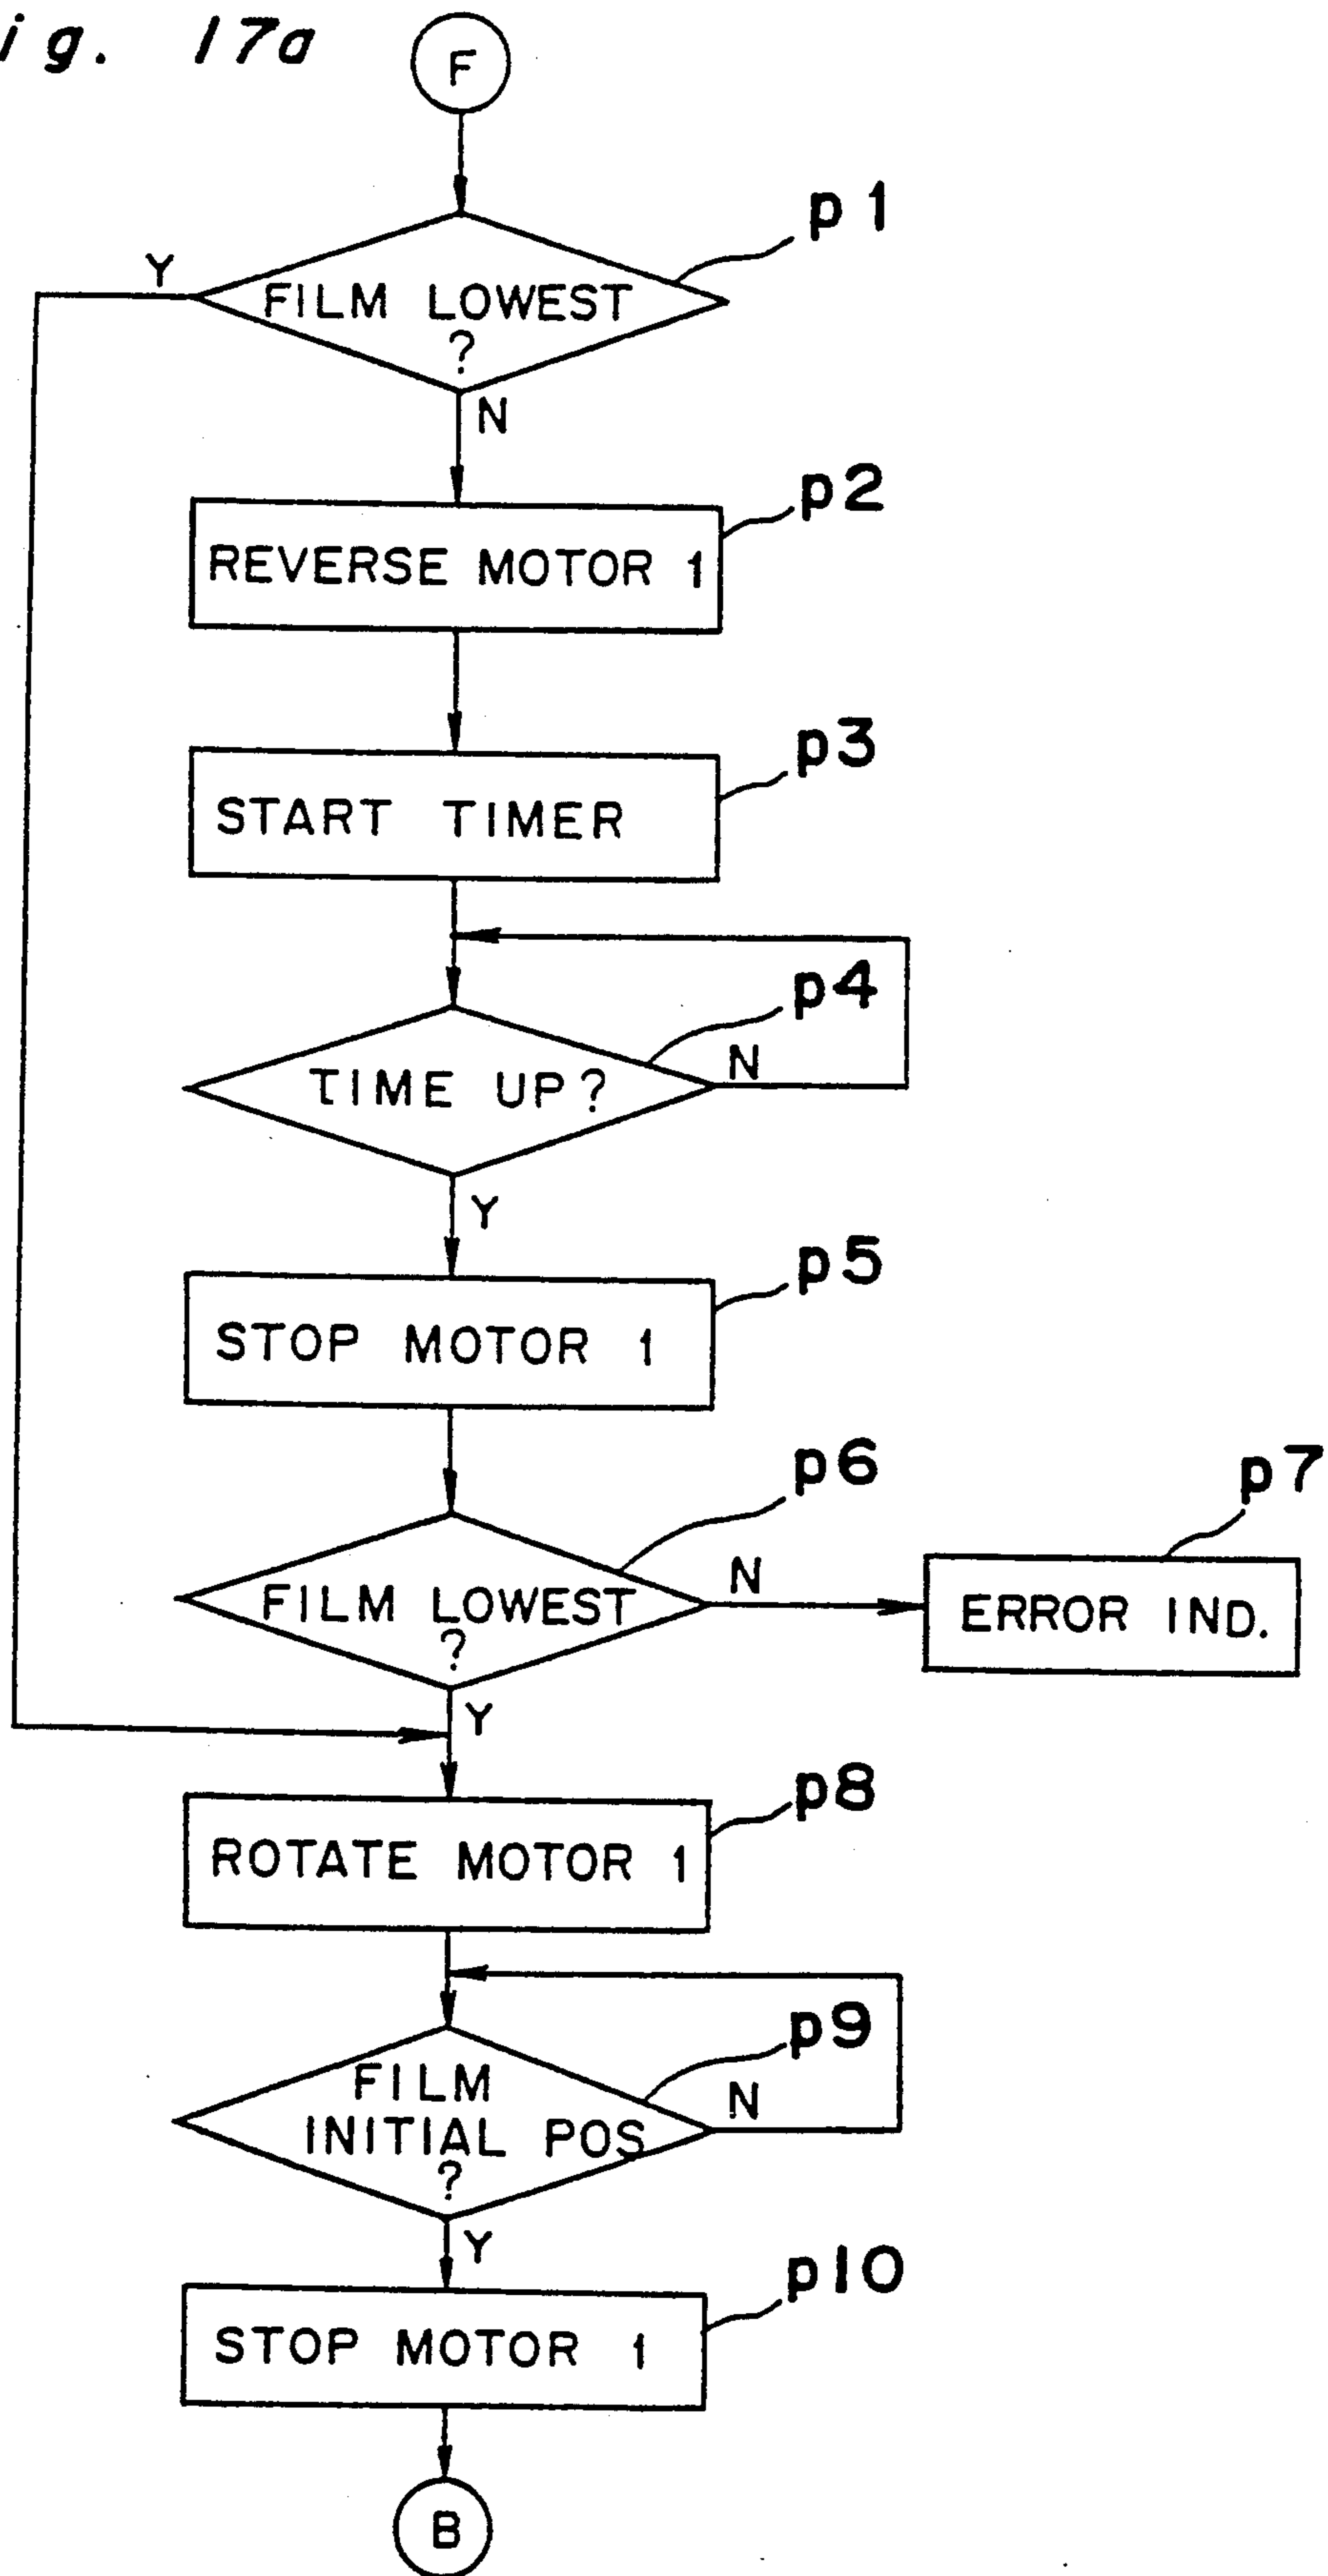 ig. 17a
F
p1
Y
FILM LOWEST
?
N
p2
REVERSE MOTOR 1
p3
START TIMER
p4
TIME UP?
N
Y
p5
STOP MOTOR 1
p6
p7
FILM LOWEST
?
N
ERROR IND.
Y
p8
ROTATE MOTOR 1
p9
FILM
INITIAL POS
?
N
Y
p10
STOP MOTOR 1
B